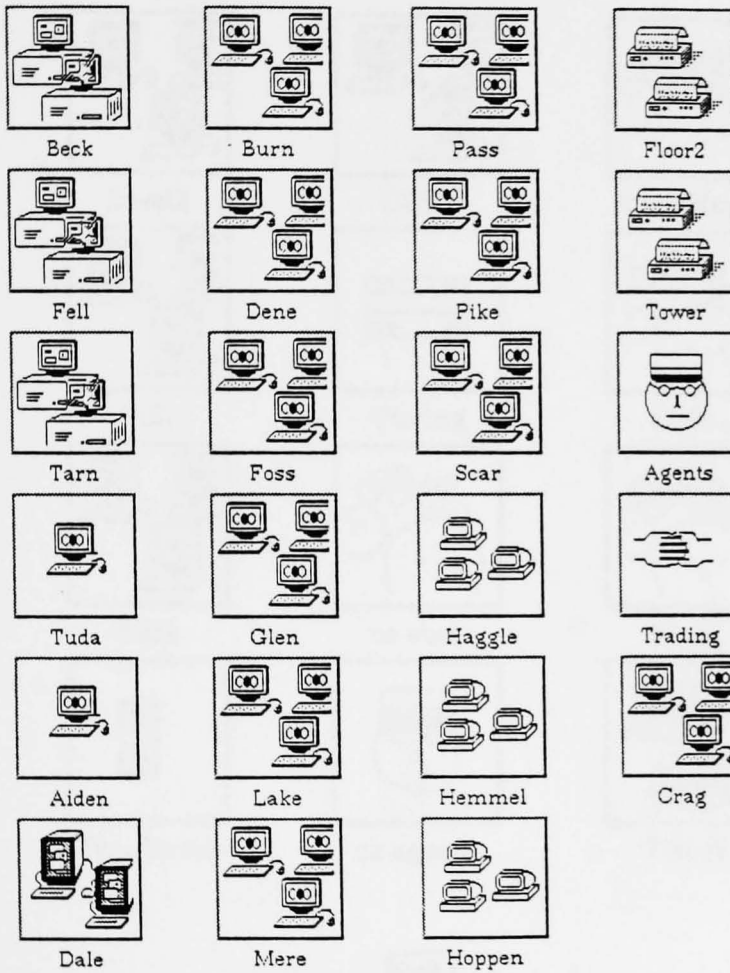 Beck Burn Pass Floor2
Fell Dene Pike Tower
Tarn Foss Scar Agents
Tuda Glen Haggle Trading
Aiden Lake Hemmel Crag
Dale Mere Hoppen